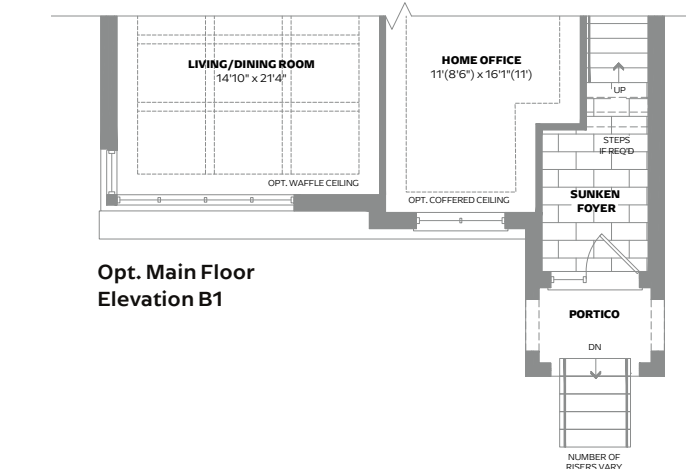 LIVING/DINING ROOM
14'10" x 21'4"
HOME OFFICE
11'(8'6") x 16'1"(11')
UP
STEPS
IF REQ'D
OPT. WAFFLE CEILING
OPT. COFFERED CEILING
SUNKEN
FOYER
Opt. Main Floor
Elevation B1
PORTICO
DN
NUMBER OF
RISERS VARY